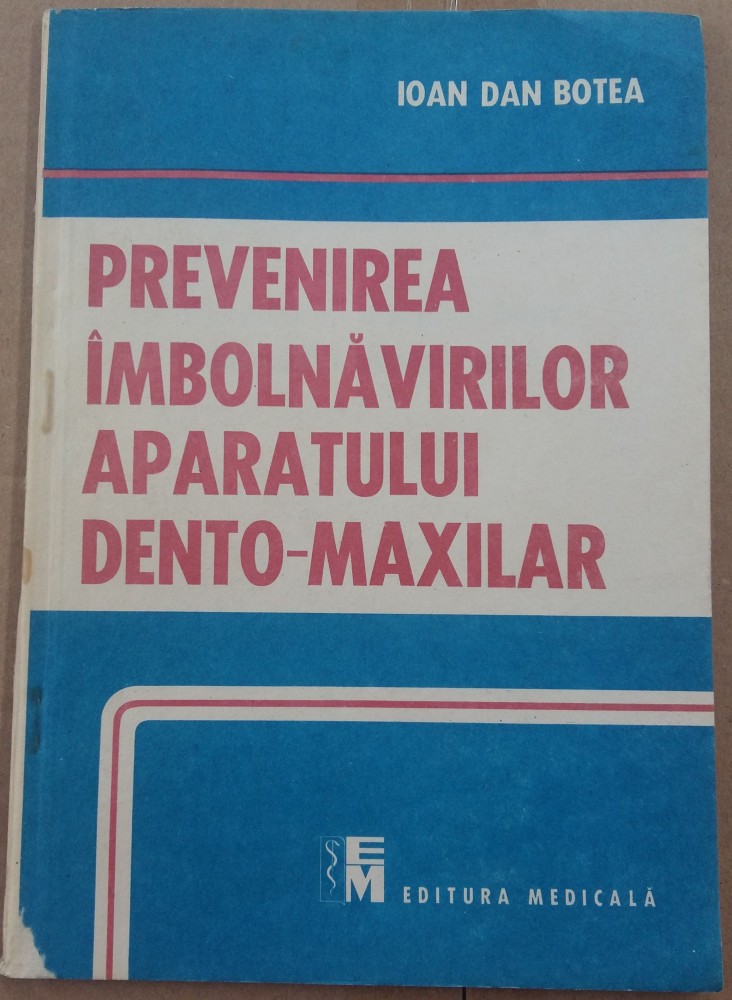 IOAN DAN BOTEA
PREVENIREA
ÎMBOLNĂVIRILOR
APARATULUI
DENTO-MAXILAR
EM
EDITURA MEDICALĂ